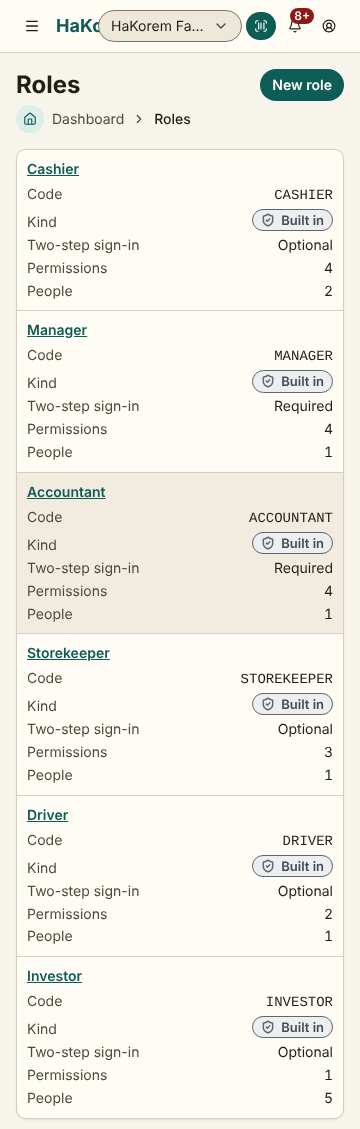 HaKo
HaKorem Fa...
8+
Roles
New role
Dashboard > Roles
Cashier
Code CASHIER
Kind Built in
Two-step sign-in Optional
Permissions 4
People 2
Manager
Code MANAGER
Kind Built in
Two-step sign-in Required
Permissions 4
People 1
Accountant
Code ACCOUNTANT
Kind Built in
Two-step sign-in Required
Permissions 4
People 1
Storekeeper
Code STOREKEEPER
Kind Built in
Two-step sign-in Optional
Permissions 3
People 1
Driver
Code DRIVER
Kind Built in
Two-step sign-in Optional
Permissions 2
People 1
Investor
Code INVESTOR
Kind Built in
Two-step sign-in Optional
Permissions 1
People 5